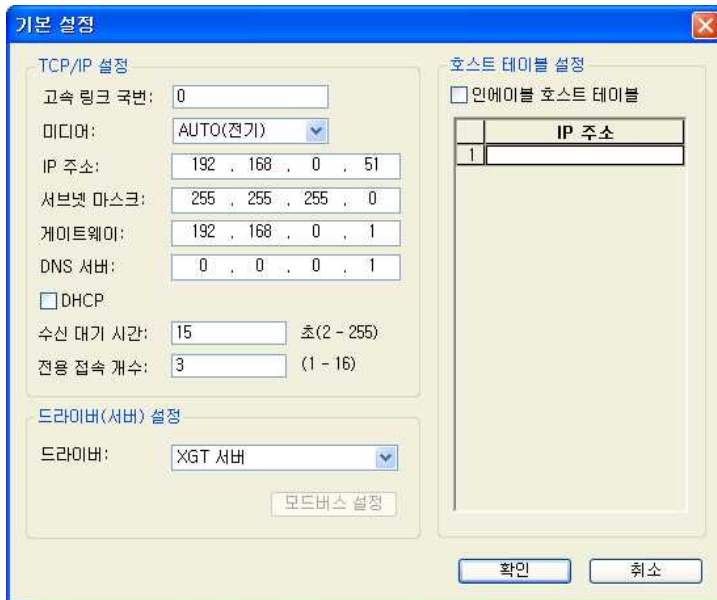 기본 설정
TCP/IP 설정
고속 링크 국번: 0
미디어: AUTO(전기)
IP 주소: 192 . 168 . 0 . 51
서브넷 마스크: 255 . 255 . 255 . 0
게이트웨이: 192 . 168 . 0 . 1
DNS 서버: 0 . 0 . 0 . 1
DHCP
수신 대기 시간: 15 초(2 - 255)
전용 접속 개수: 3 (1 - 16)
드라이버(서버) 설정
드라이버: XGT 서버
모드버스 설정
호스트 테이블 설정
인에이블 호스트 테이블
IP 주소
1
확인 취소